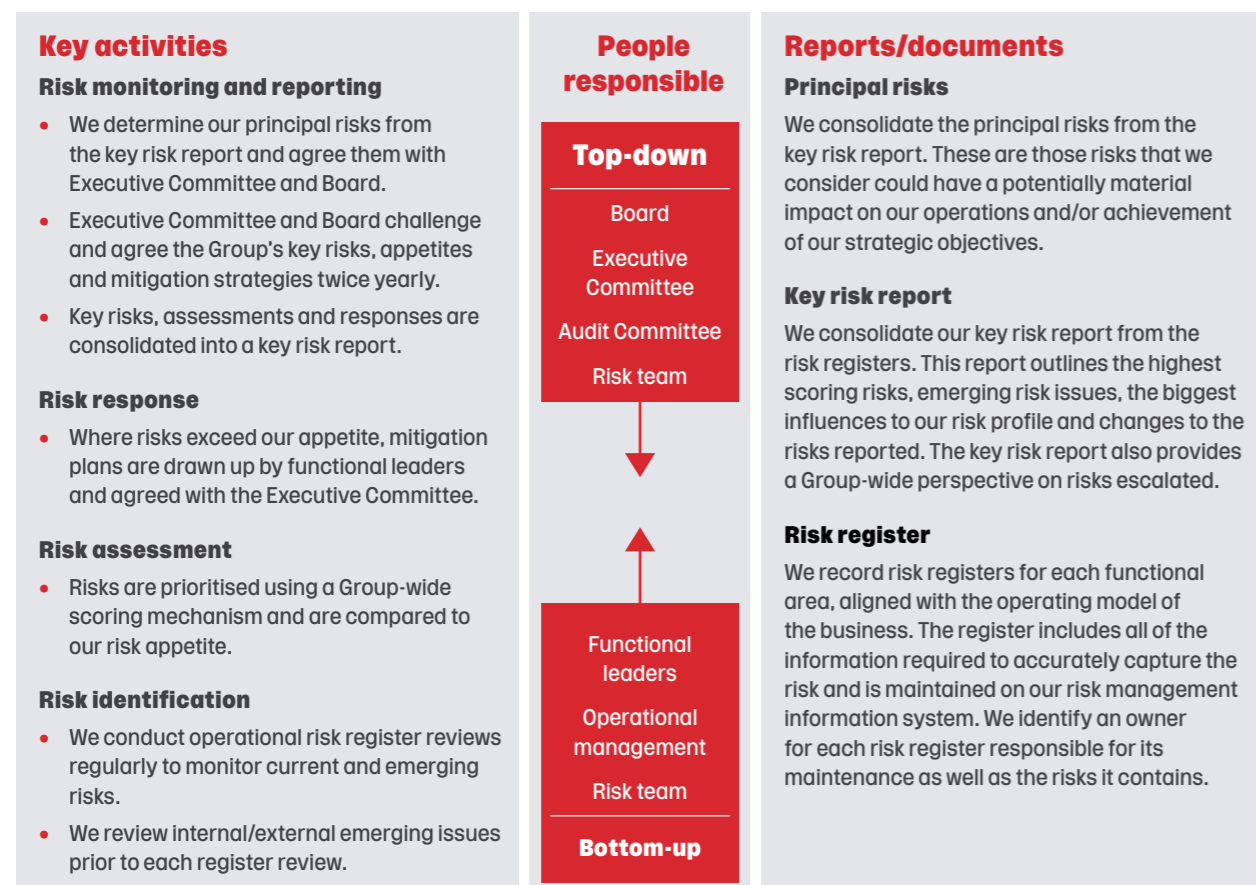 Key activities
Risk monitoring and reporting
• We determine our principal risks from
the key risk report and agree them with
Executive Committee and Board.
• Executive Committee and Board challenge
and agree the Group's key risks, appetites
and mitigation strategies twice yearly.
• Key risks, assessments and responses are
consolidated into a key risk report.
Risk response
• Where risks exceed our appetite, mitigation
plans are drawn up by functional leaders
and agreed with the Executive Committee.
Risk assessment
• Risks are prioritised using a Group-wide
scoring mechanism and are compared to
our risk appetite.
Risk identification
• We conduct operational risk register reviews
regularly to monitor current and emerging
risks.
• We review internal/external emerging issues
prior to each register review.
People
responsible
Top-down
Board
Executive
Committee
Audit Committee
Risk team
Functional
leaders
Operational
management
Risk team
Bottom-up
Reports/documents
Principal risks
We consolidate the principal risks from the
key risk report. These are those risks that we
consider could have a potentially material
impact on our operations and/or achievement
of our strategic objectives.
Key risk report
We consolidate our key risk report from the
risk registers. This report outlines the highest
scoring risks, emerging risk issues, the biggest
influences to our risk profile and changes to the
risks reported. The key risk report also provides
a Group-wide perspective on risks escalated.
Risk register
We record risk registers for each functional
area, aligned with the operating model of
the business. The register includes all of the
information required to accurately capture the
risk and is maintained on our risk management
information system. We identify an owner
for each risk register responsible for its
maintenance as well as the risks it contains.